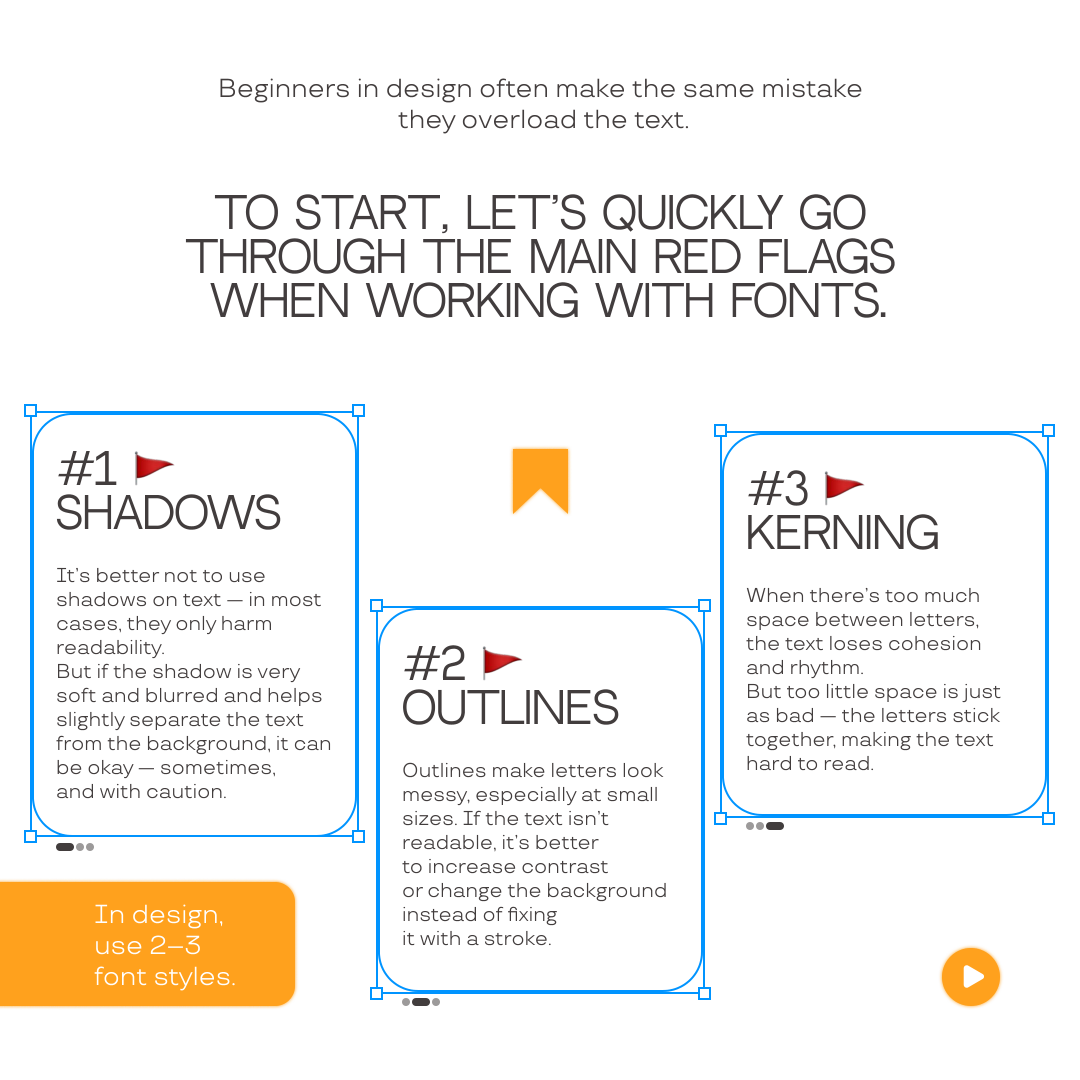 Beginners in design often make the same mistake
they overload the text.
TO START, LET’S QUICKLY GO
THROUGH THE MAIN RED FLAGS
WHEN WORKING WITH FONTS.
#1 🚩
SHADOWS
It’s better not to use
shadows on text — in most
cases, they only harm
readability.
But if the shadow is very
soft and blurred and helps
slightly separate the text
from the background, it can
be okay — sometimes,
and with caution.
#2 🚩
OUTLINES
Outlines make letters look
messy, especially at small
sizes. If the text isn’t
readable, it’s better
to increase contrast
or change the background
instead of fixing
it with a stroke.
#3 🚩
KERNING
When there’s too much
space between letters,
the text loses cohesion
and rhythm.
But too little space is just
as bad — the letters stick
together, making the text
hard to read.
In design,
use 2–3
font styles.